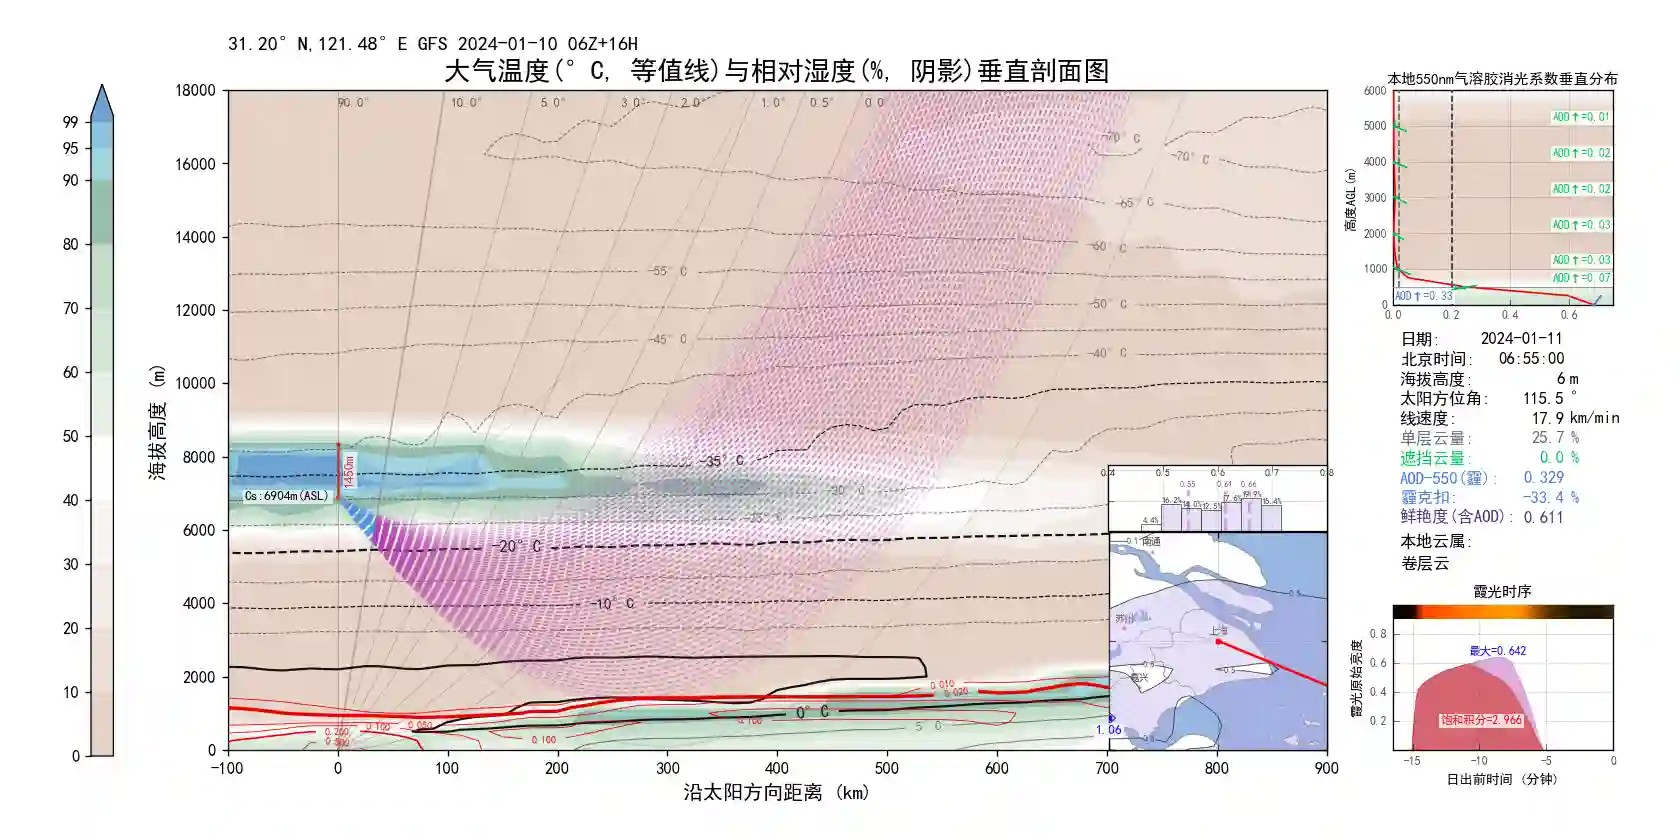 31.20° N,121.48° E GFS 2024-01-10 06Z+16H
大气温度(° C, 等值线)与相对湿度(%, 阴影)垂直剖面图
99
95
90
80
70
60
50
40
30
20
10
0
海拔高度 (m)
18000
16000
14000
12000
10000
8000
6000
4000
2000
0
90.0° 10.0° 5.0° 3.0° 2.0° 1.0° 0.5° 0.0
-70° C
-70° C
-65° C
-60° C
-55° C
-50° C
-45° C
-40° C
-35° C
-30° C
-20° C
-10° C
0° C
5° 0
1450m
Cs:6904m(ASL)
0.010
0.020
0.050
0.100
0.200
0.100
0.100
-100 0 100 200 300 400 500 600 700 800 900
沿太阳方向距离 (km)
0.4 0.5 0.6 0.7 0.8
0.55 0.61 0.66
4.4% 16.2% 12.5% 15.4%
南通
苏州
上海
嘉兴
0.5
1.06
本地550nm气溶胶消光系数垂直分布
高度AGL(m)
6000
5000
4000
3000
2000
1000
0
AOD↑=0.01
AOD↑=0.02
AOD↑=0.02
AOD↑=0.03
AOD↑=0.03
AOD↑=0.07
AOD↑=0.33
0.0 0.2 0.4 0.6
日期: 2024-01-11
北京时间: 06:55:00
海拔高度: 6 m
太阳方位角: 115.5 °
线速度: 17.9 km/min
单层云量: 25.7 %
遮挡云量: 0.0 %
AOD-550(霾): 0.329
霾克扣: -33.4 %
鲜艳度(含AOD): 0.611
本地云属:
卷层云
霞光时序
霞光原始亮度
0.8
0.6
0.4
0.2
最大=0.642
饱和积分=2.966
-15 -10 -5 0
日出前时间 (分钟)